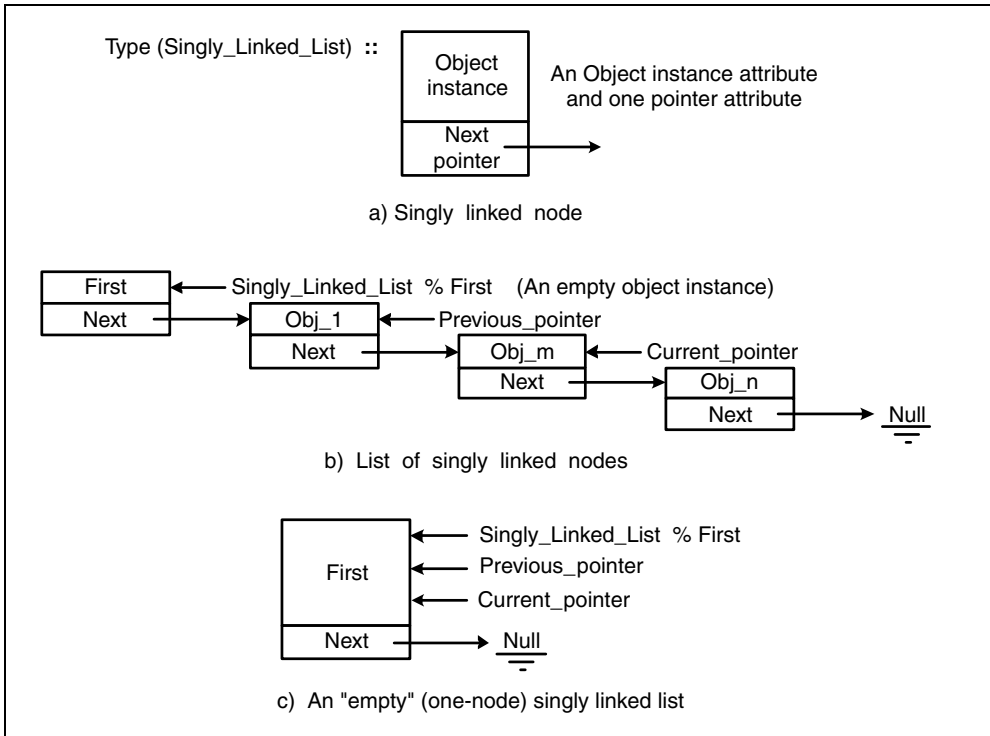 Type (Singly_Linked_List) ::
Object
instance
Next
pointer
An Object instance attribute
and one pointer attribute
a) Singly linked node
First
Next
Singly_Linked_List % First (An empty object instance)
Obj_1
Next
Previous_pointer
Obj_m
Next
Current_pointer
Obj_n
Next
Null
b) List of singly linked nodes
First
Next
Singly_Linked_List % First
Previous_pointer
Current_pointer
Null
c) An "empty" (one-node) singly linked list